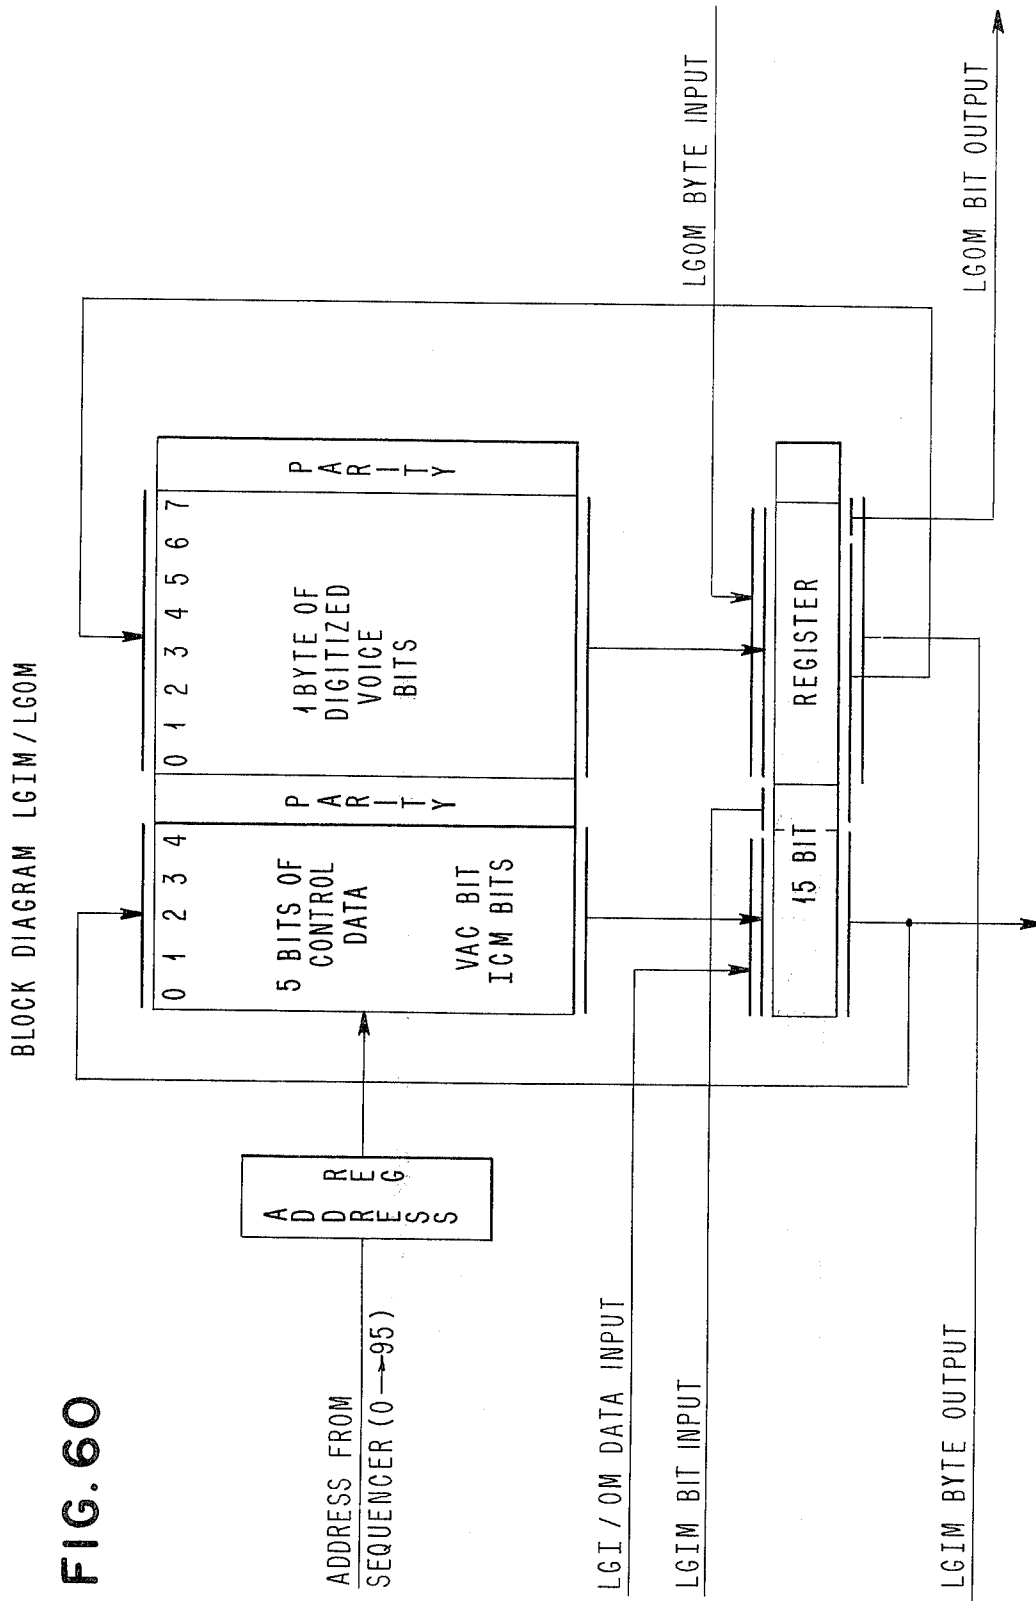 FIG. 60
BLOCK DIAGRAM LGIM/LGOM
ADDRESS FROM
SEQUENCER (0→95)
ADDRESS
REG
0 1 2 3 4
5 BITS OF
CONTROL
DATA
VAC BIT
ICM BITS
PARITY
0 1 2 3 4 5 6 7
1 BYTE OF
DIGITIZED
VOICE
BITS
PARITY
LGI/OM DATA INPUT
LGIM BIT INPUT
LGOM BYTE INPUT
15 BIT
REGISTER
LGIM BYTE OUTPUT
LGOM BIT OUTPUT